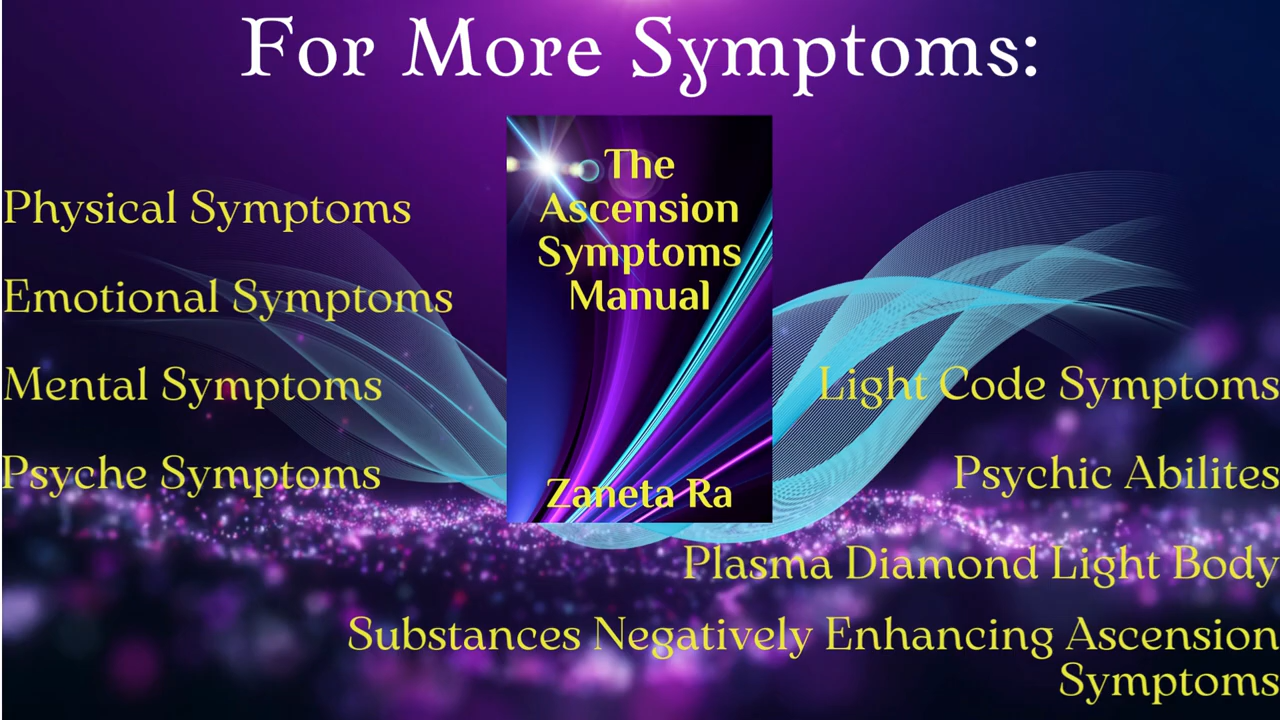 For More Symptoms:
The
Ascension
Symptoms
Manual
Zaneta Ra
Physical Symptoms
Emotional Symptoms
Mental Symptoms
Psyche Symptoms
Light Code Symptoms
Psychic Abilites
Plasma Diamond Light Body
Substances Negatively Enhancing Ascension
Symptoms